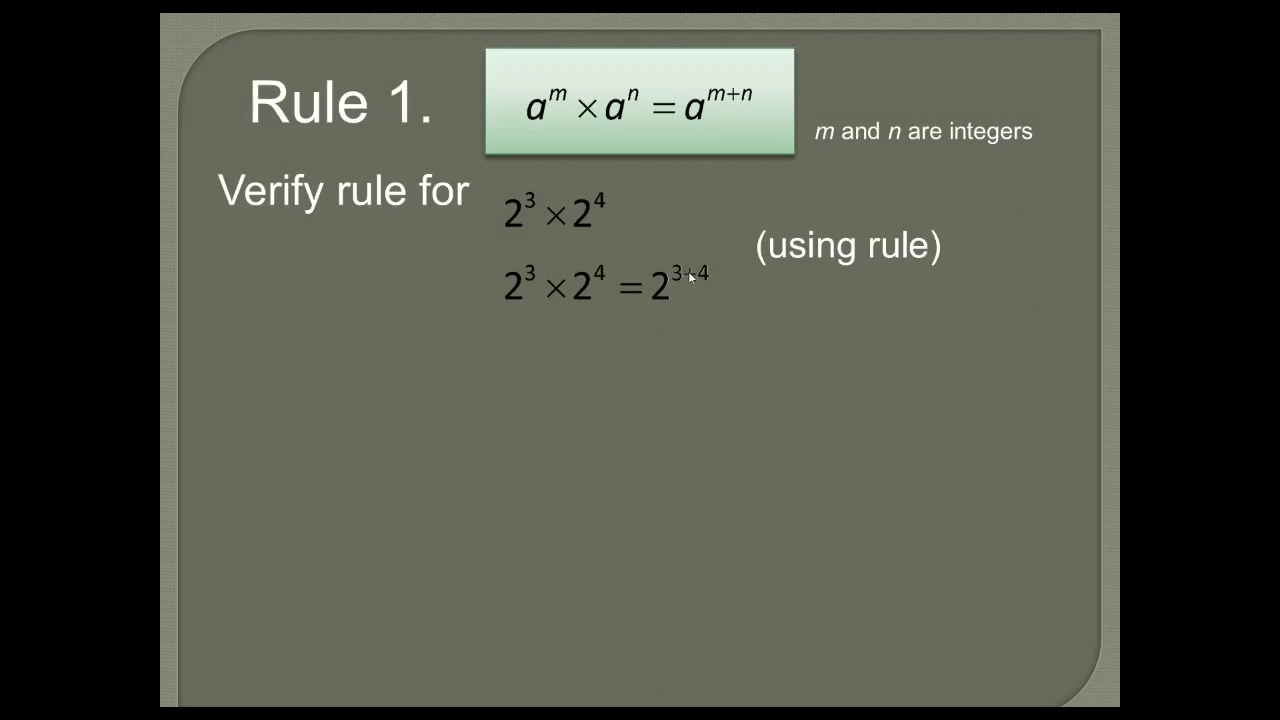 Rule 1.
a^m × a^n = a^{m+n}
m and n are integers
Verify rule for
2^3 × 2^4
(using rule)
2^3 × 2^4 = 2^{3+4}